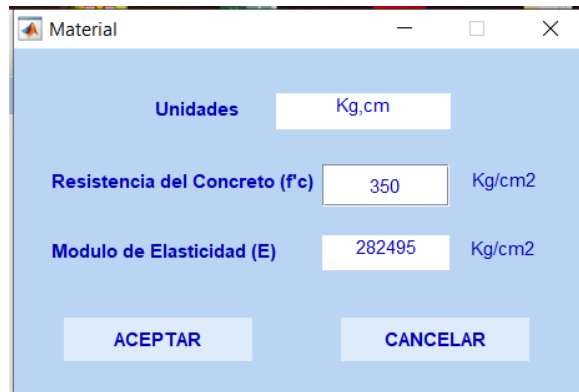 Material
Unidades Kg,cm
Resistencia del Concreto (f'c) 350 Kg/cm2
Modulo de Elasticidad (E) 282495 Kg/cm2
ACEPTAR CANCELAR